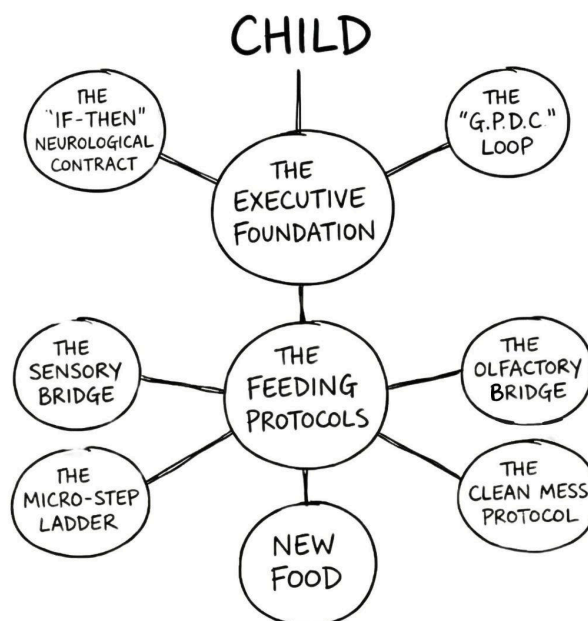 CHILD
THE
"IF-THEN"
NEUROLOGICAL
CONTRACT
THE
"G.P.D.C."
LOOP
THE
EXECUTIVE
FOUNDATION
THE
SENSORY
BRIDGE
THE
FEEDING
PROTOCOLS
THE
OLFACTORY
BRIDGE
THE
MICRO-STEP
LADDER
THE
CLEAN MESS
PROTOCOL
NEW
FOOD